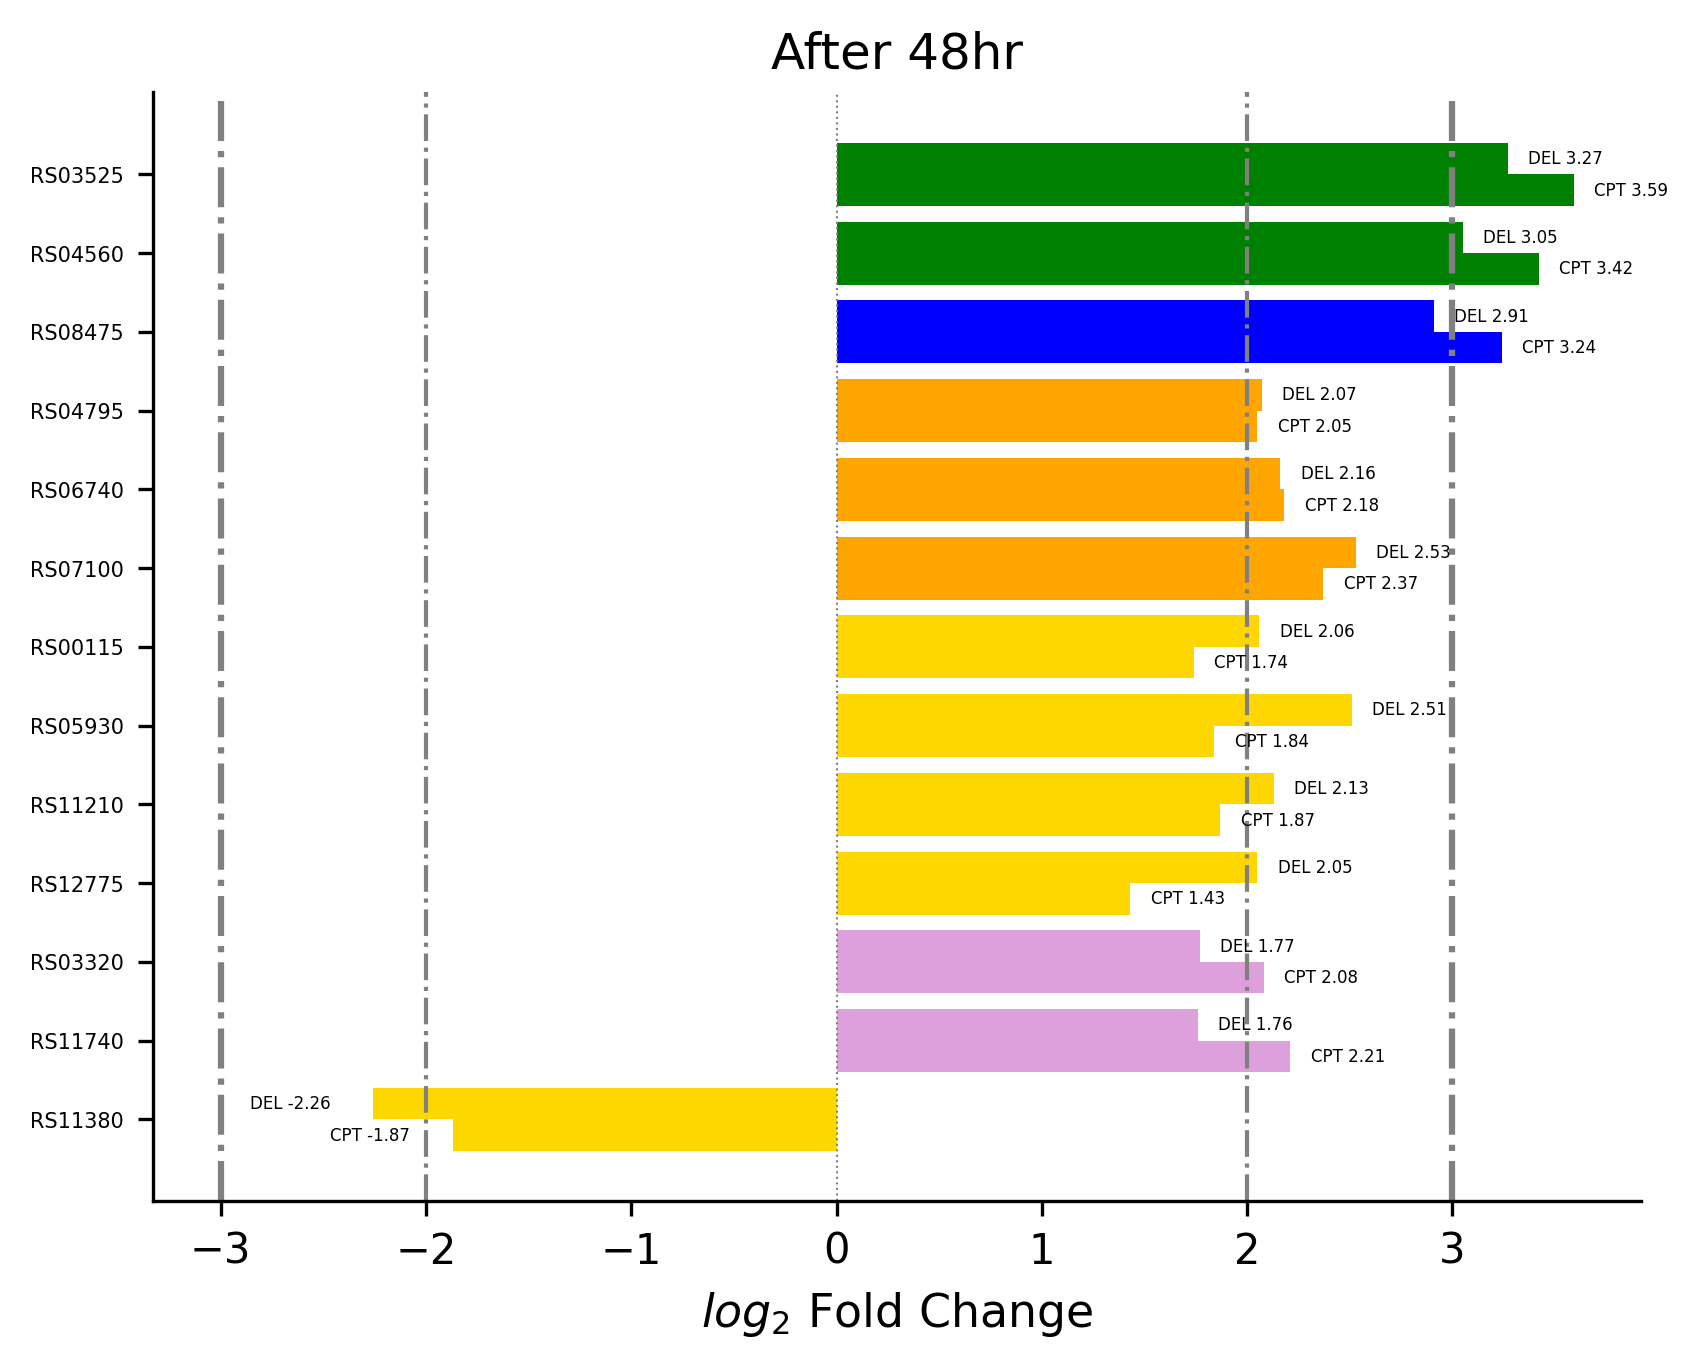 After 48hr
RS03525
DEL 3.27
CPT 3.59
RS04560
DEL 3.05
CPT 3.42
RS08475
DEL 2.91
CPT 3.24
RS04795
DEL 2.07
CPT 2.05
RS06740
DEL 2.16
CPT 2.18
RS07100
DEL 2.53
CPT 2.37
RS00115
DEL 2.06
CPT 1.74
RS05930
DEL 2.51
CPT 1.84
RS11210
DEL 2.13
CPT 1.87
RS12775
DEL 2.05
CPT 1.43
RS03320
DEL 1.77
CPT 2.08
RS11740
DEL 1.76
CPT 2.21
RS11380
DEL -2.26
CPT -1.87
−3 −2 −1 0 1 2 3
log₂ Fold Change